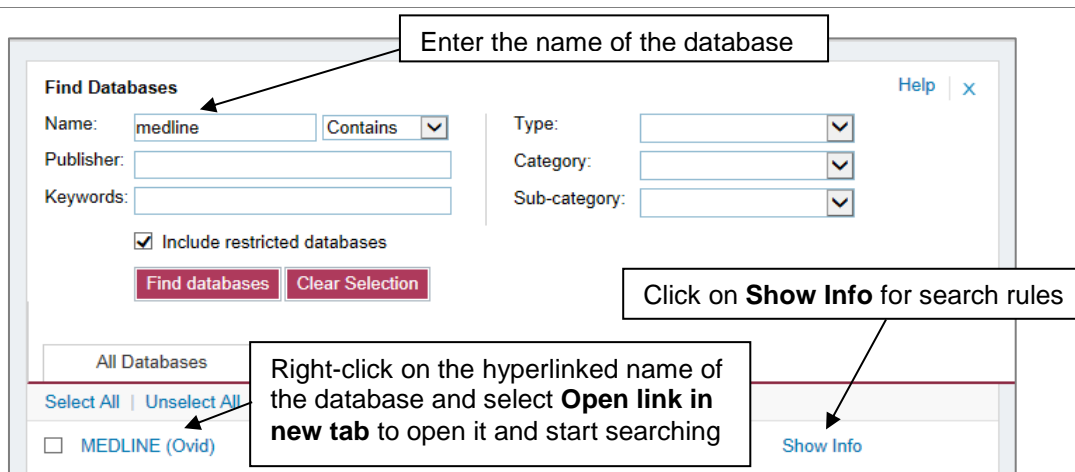 Enter the name of the database
Find Databases
Help
x
Name:
medline
Contains
Type:
Publisher:
Category:
Keywords:
Sub-category:
Include restricted databases
Find databases
Clear Selection
Click on Show Info for search rules
All Databases
Right-click on the hyperlinked name of
the database and select Open link in
new tab to open it and start searching
Select All | Unselect All
MEDLINE (Ovid)
Show Info